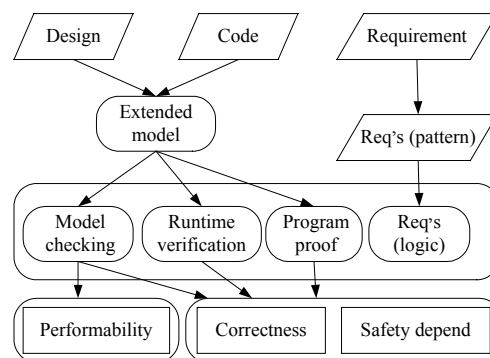 Design
Code
Requirement
Extended
model
Req's (pattern)
Model
checking
Runtime
verification
Program
proof
Req's
(logic)
Performability
Correctness
Safety depend